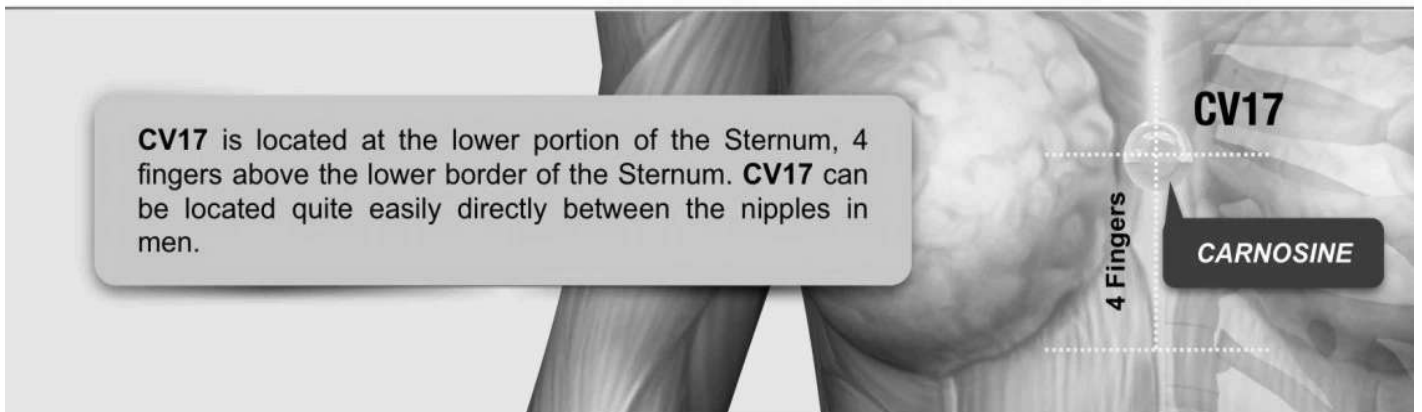 CV17 is located at the lower portion of the Sternum, 4
fingers above the lower border of the Sternum. CV17 can
be located quite easily directly between the nipples in
men.
CV17
4 Fingers
CARNOSINE